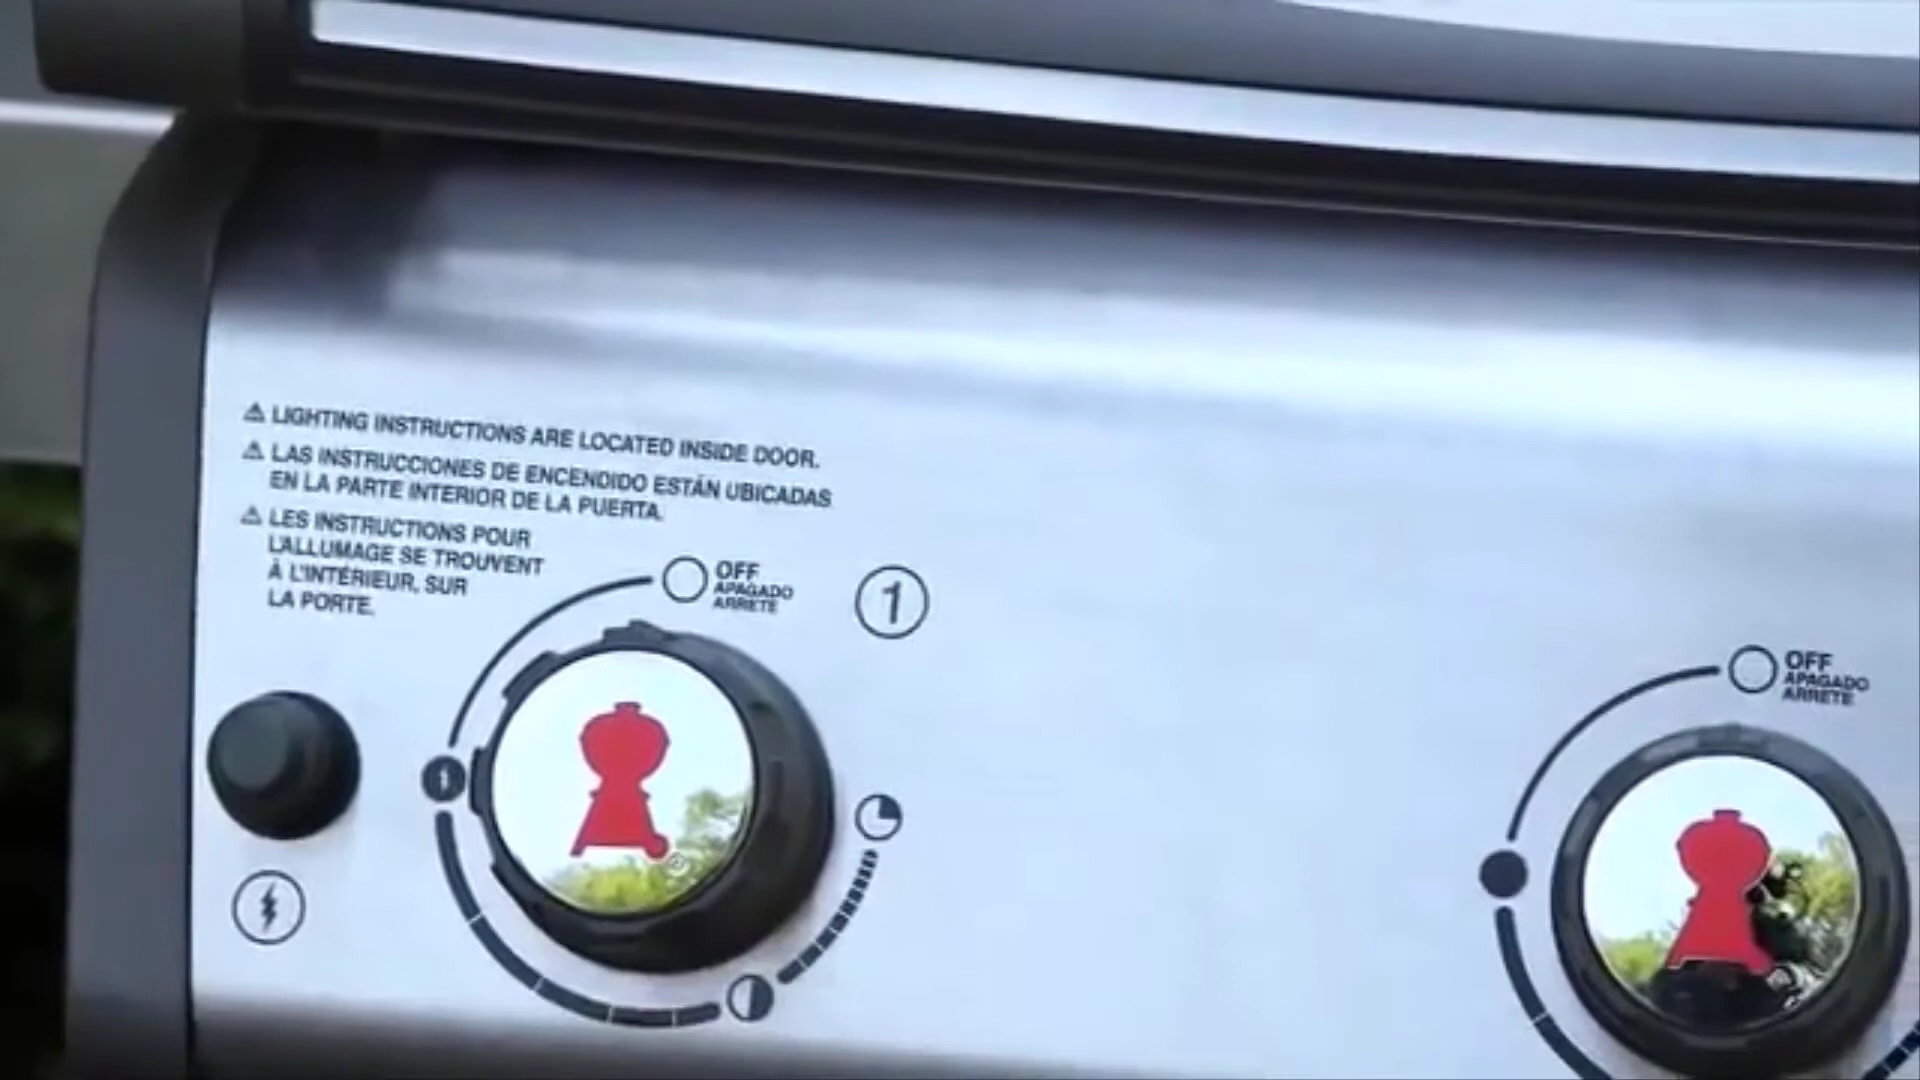 ⚠ LIGHTING INSTRUCTIONS ARE LOCATED INSIDE DOOR.
⚠ LAS INSTRUCCIONES DE ENCENDIDO ESTÁN UBICADAS
EN LA PARTE INTERIOR DE LA PUERTA.
⚠ LES INSTRUCTIONS POUR
L'ALLUMAGE SE TROUVENT
À L'INTÉRIEUR, SUR
LA PORTE.
OFF
APAGADO
ARRETE
1
OFF
APAGADO
ARRETE
®